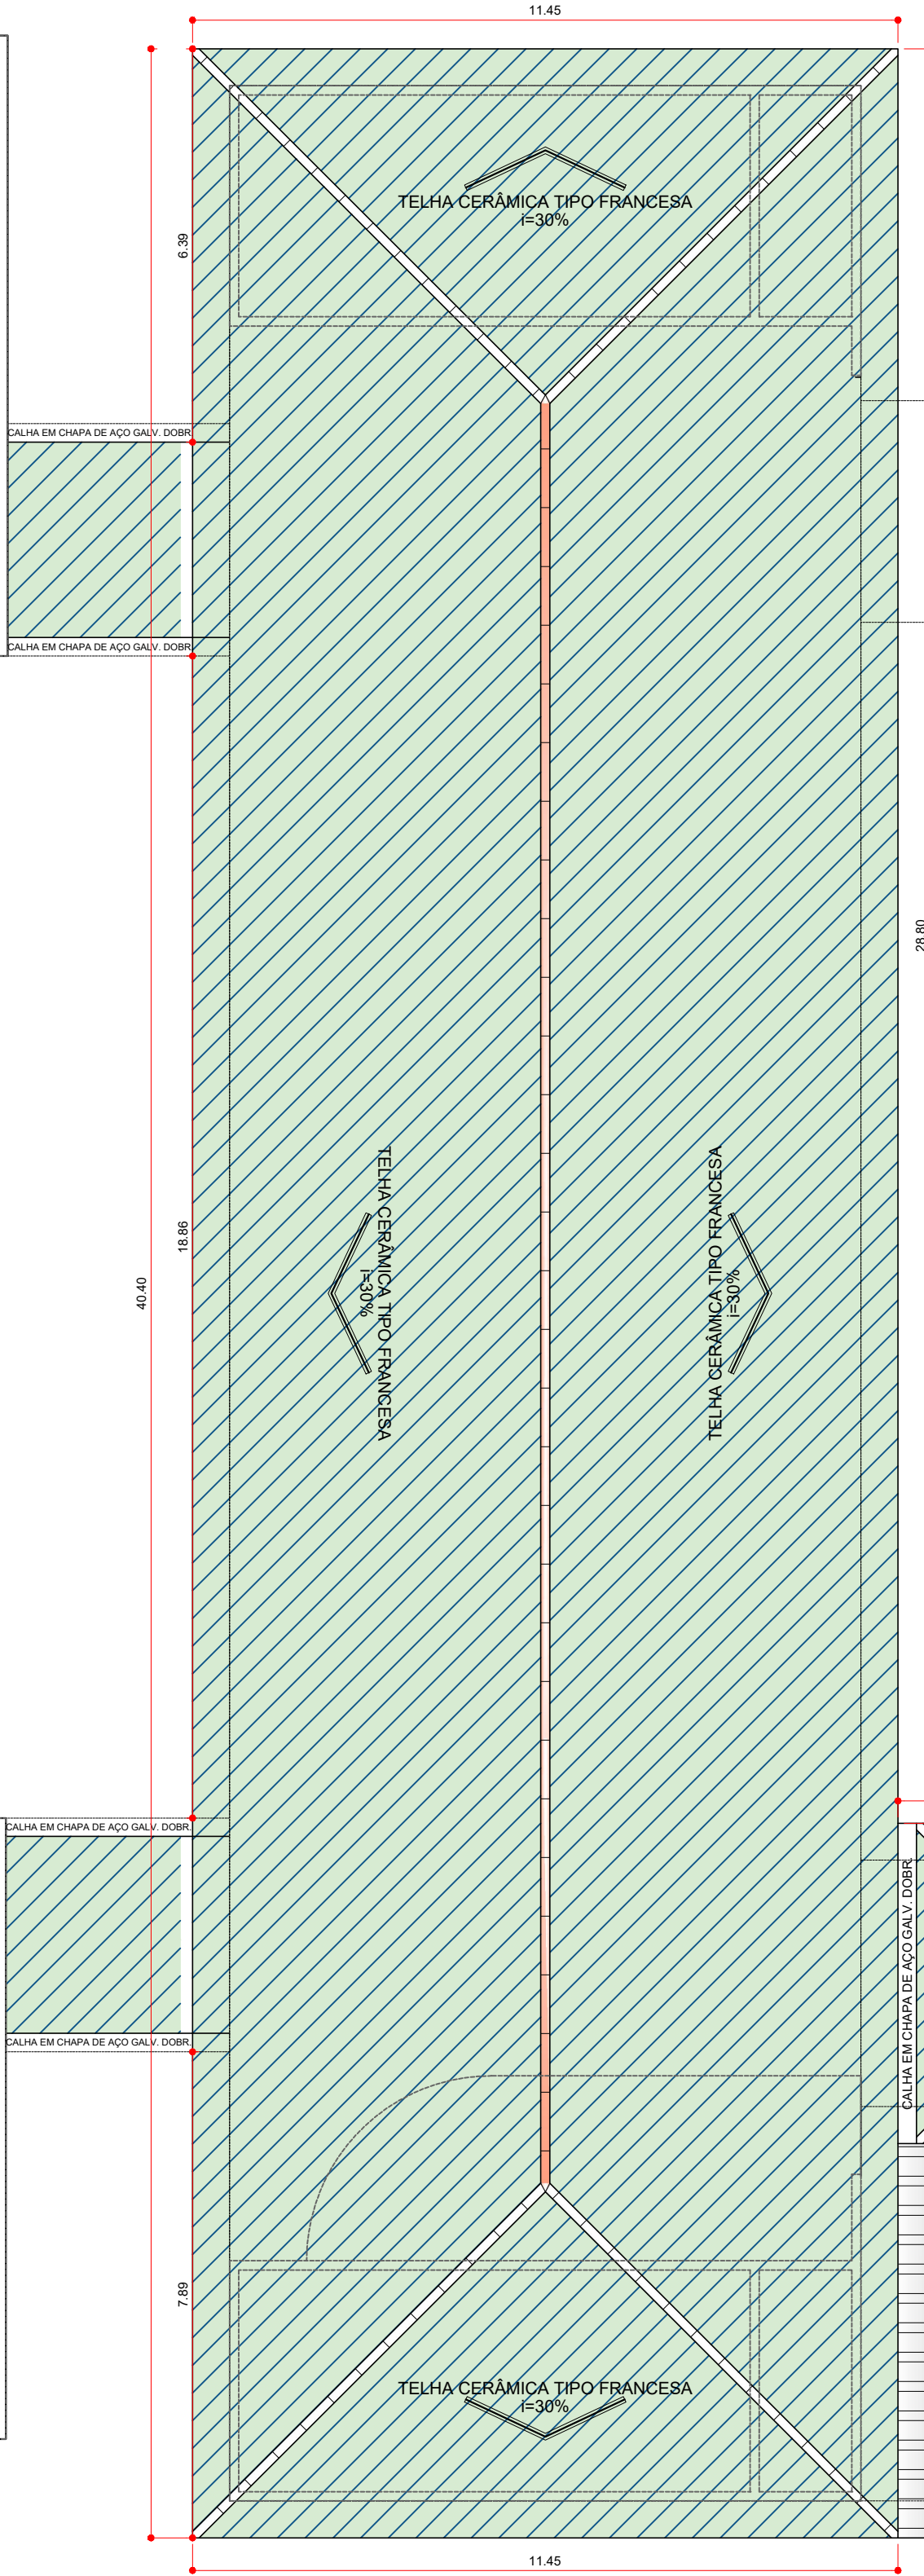 11.45
TELHA CERÂMICA TIPO FRANCESA
i=30%
6.39
CALHA EM CHAPA DE AÇO GALV. DOBR.
CALHA EM CHAPA DE AÇO GALV. DOBR.
28.80
TELHA CERÂMICA TIPO FRANCESA
i=30%
TELHA CERÂMICA TIPO FRANCESA
i=30%
18.86
40.40
CALHA EM CHAPA DE AÇO GALV. DOBR.
CALHA EM CHAPA DE AÇO GALV. DOBR.
CALHA EM CHAPA DE AÇO GALV. DOBR.
7.89
TELHA CERÂMICA TIPO FRANCESA
i=30%
11.45